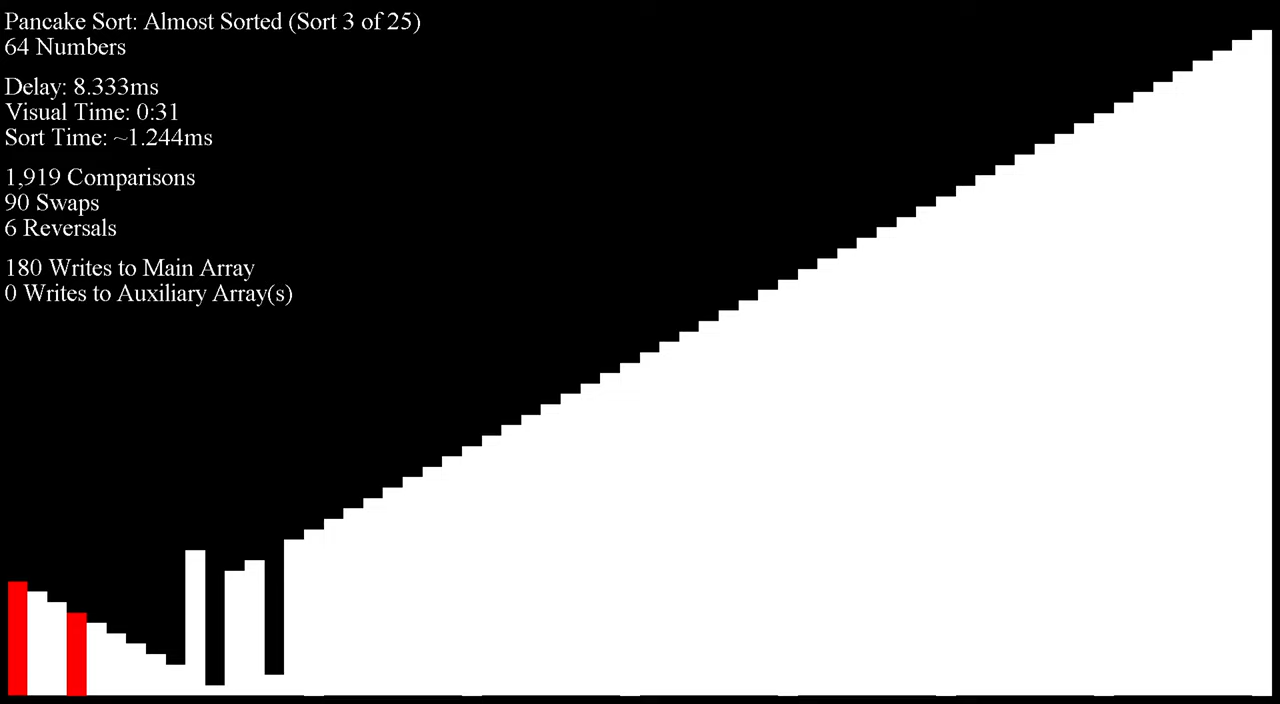 Pancake Sort: Almost Sorted (Sort 3 of 25)
64 Numbers
Delay: 8.333ms
Visual Time: 0:31
Sort Time: ~1.244ms
1,919 Comparisons
90 Swaps
6 Reversals
180 Writes to Main Array
0 Writes to Auxiliary Array(s)